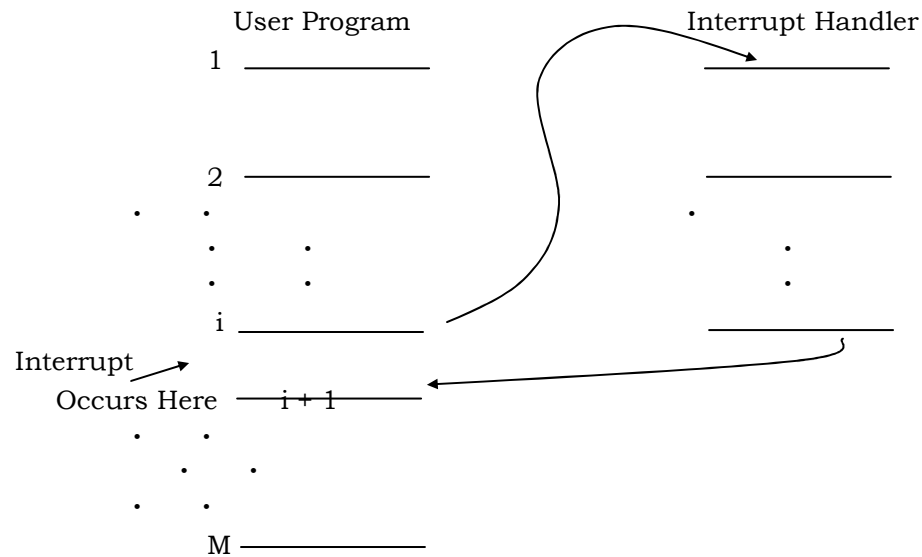 User Program Interrupt Handler
1
2
i
Interrupt
Occurs Here i + 1
M